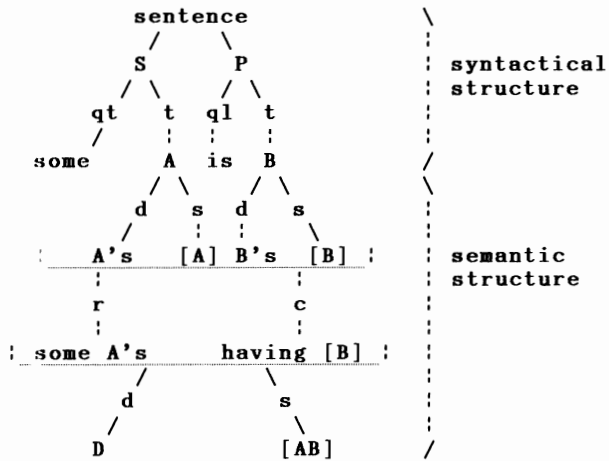 sentence
S P syntactical
structure
qt t ql t
some A is B
d s d s
A's [A] B's [B] semantic
structure
r c
some A's having [B]
d s
D [AB]